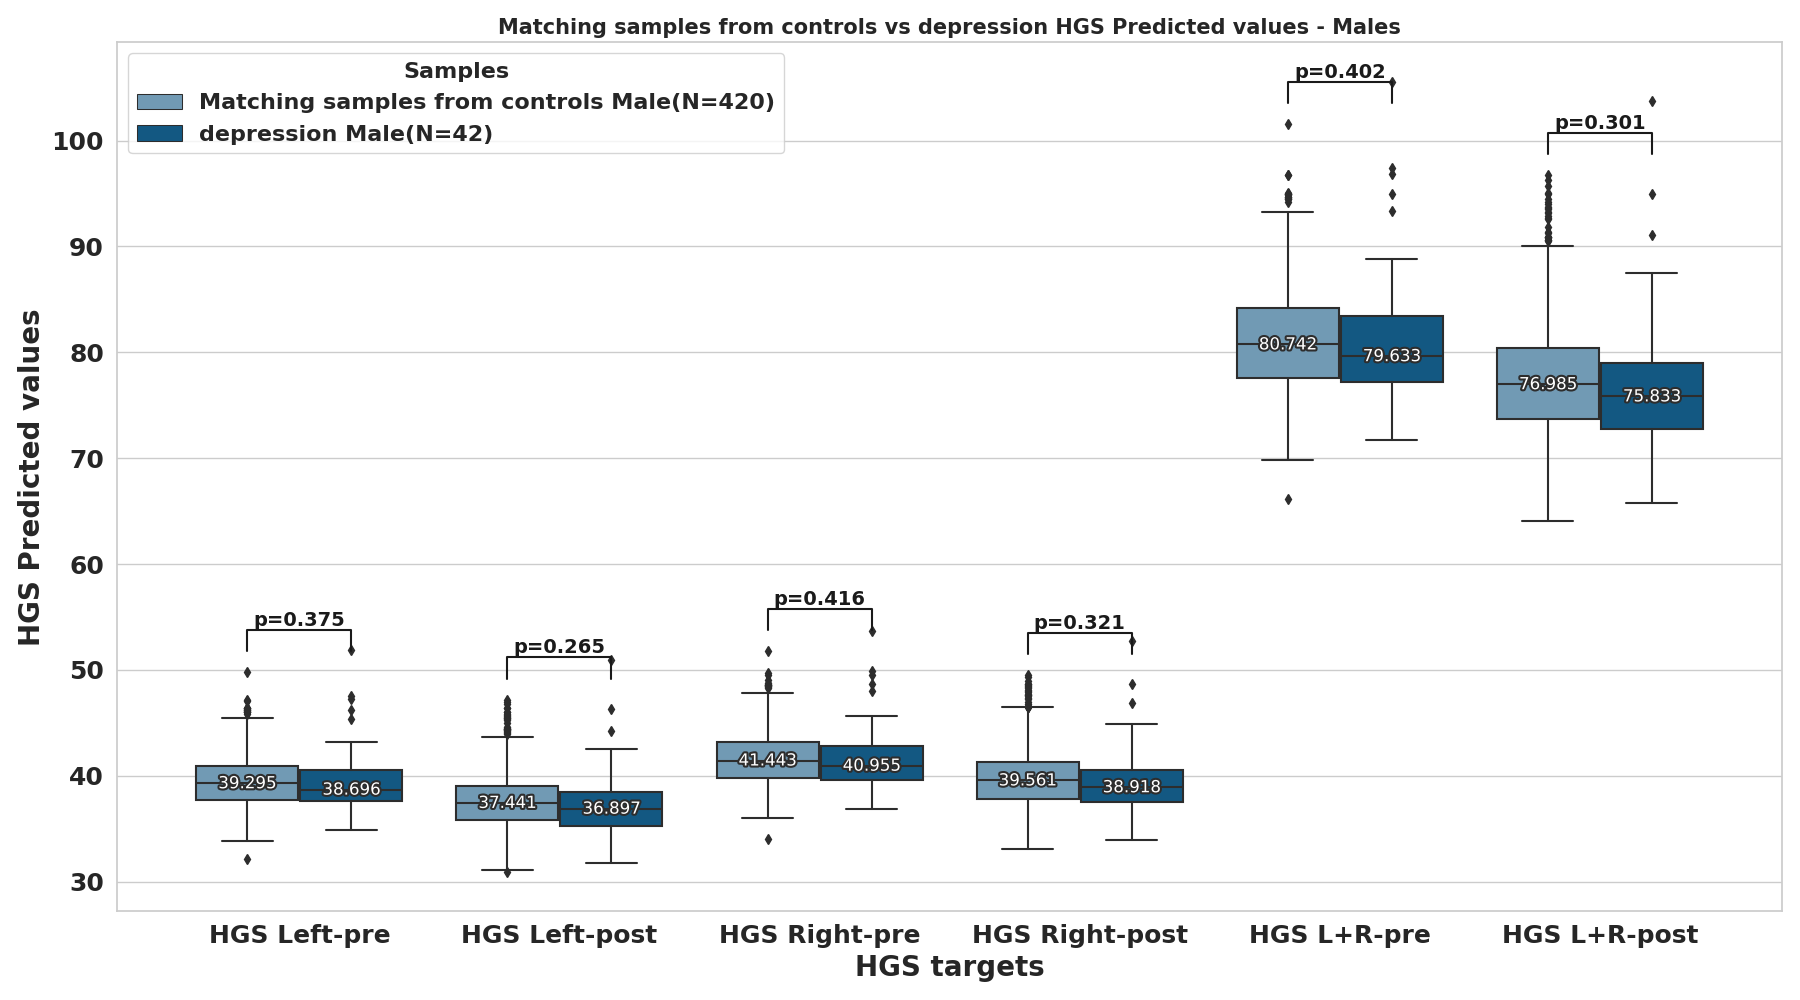 Matching samples from controls vs depression HGS Predicted values - Males
Samples
Matching samples from controls Male(N=420)
depression Male(N=42)
HGS Predicted values
100
90
80
70
60
50
40
30
p=0.375
p=0.265
p=0.416
p=0.321
p=0.402
p=0.301
39.295
38.696
37.441
36.897
41.443
40.955
39.561
38.918
80.742
79.633
76.985
75.833
HGS Left-pre
HGS Left-post
HGS Right-pre
HGS Right-post
HGS L+R-pre
HGS L+R-post
HGS targets